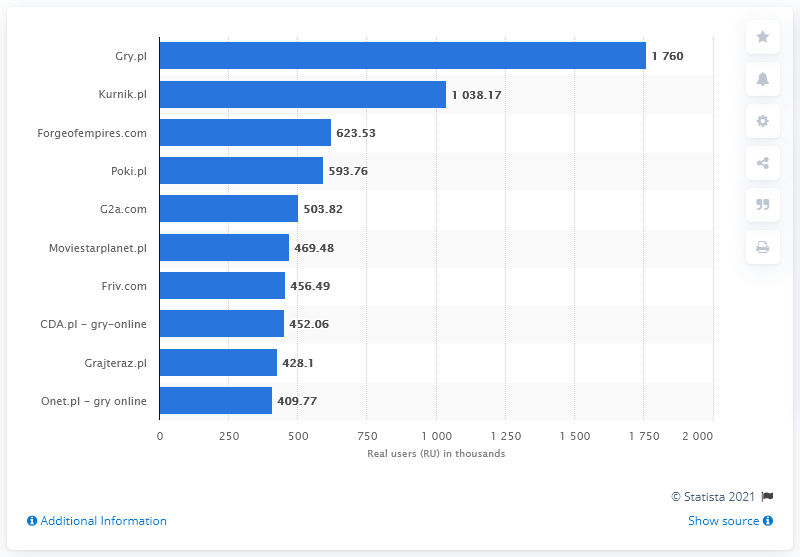 Gry.pl 1 760
Kurnik.pl 1 038.17
Forgeofempires.com 623.53
Poki.pl 593.76
G2a.com 503.82
Moviestarplanet.pl 469.48
Friv.com 456.49
CDA.pl - gry-online 452.06
Grajteraz.pl 428.1
Onet.pl - gry online 409.77
0 250 500 750 1 000 1 250 1 500 1 750 2 000
Real users (RU) in thousands
© Statista 2021
Additional Information Show source